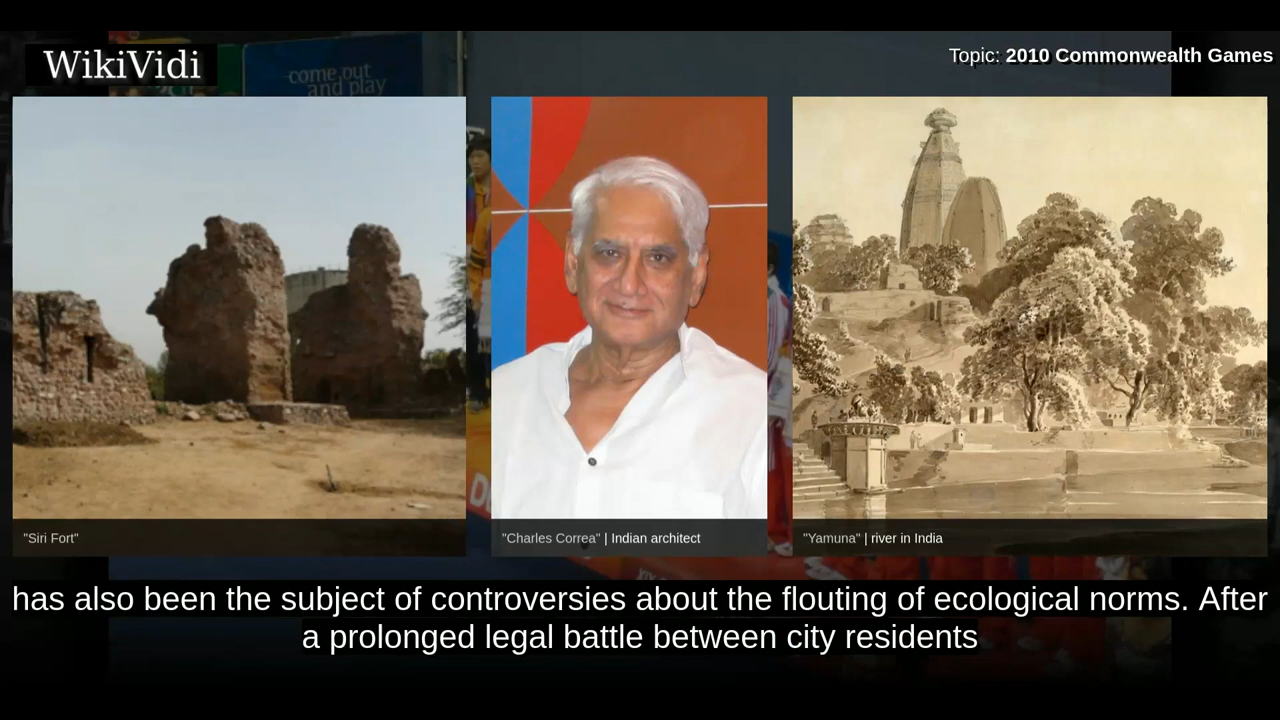 WikiVidi
Topic: 2010 Commonwealth Games
come out
and play
"Siri Fort"
"Charles Correa" | Indian architect
"Yamuna" | river in India
has also been the subject of controversies about the flouting of ecological norms. After
a prolonged legal battle between city residents